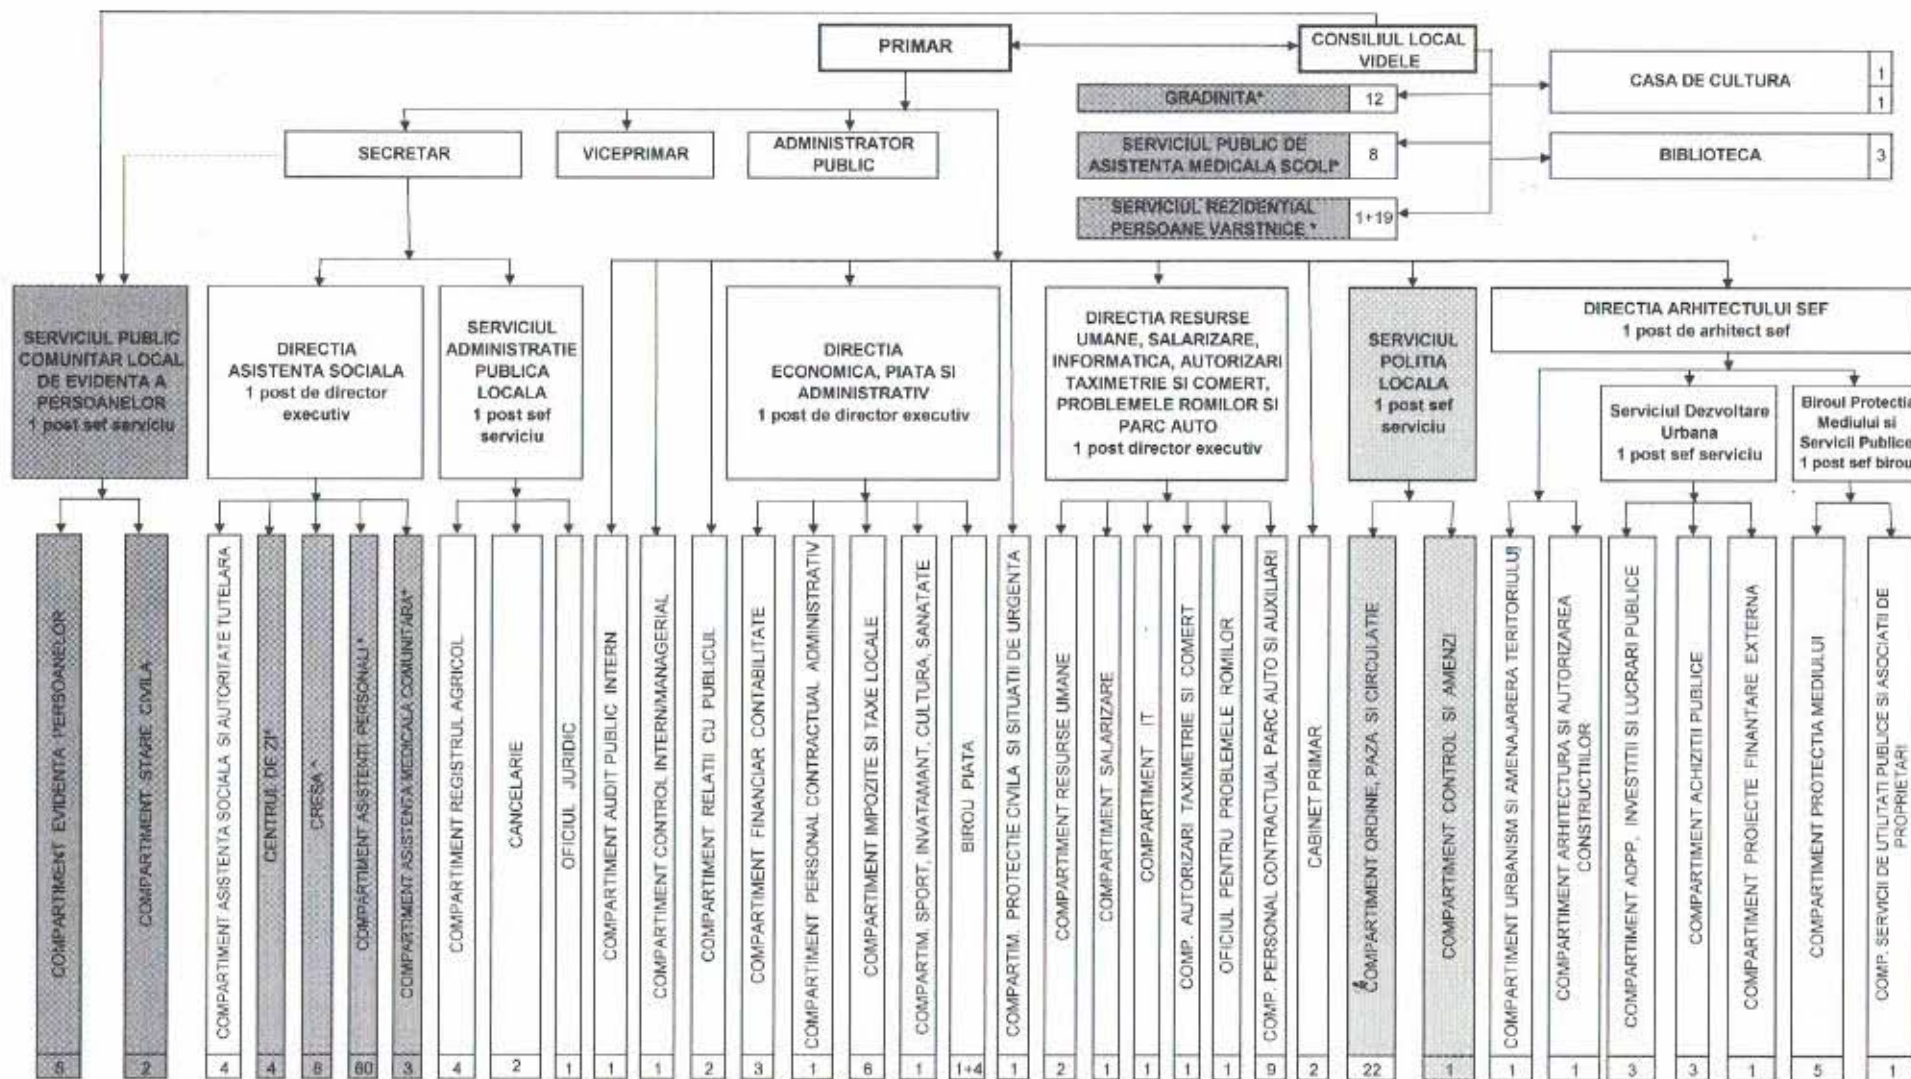 PRIMAR
CONSILIUL LOCAL
VIDELE
CASA DE CULTURA
1
1
GRADINITA*
12
SECRETAR
VICEPRIMAR
ADMINISTRATOR
PUBLIC
SERVICIUL PUBLIC DE
ASISTENTA MEDICALA SCOLI*
8
BIBLIOTECA
3
SERVICIUL REZIDENTIAL
PERSOANE VARSTNICE *
1+19
SERVICIUL PUBLIC
COMUNITAR LOCAL
DE EVIDENTA A
PERSOANELOR
1 post sef serviciu
DIRECTIA
ASISTENTA SOCIALA
1 post de director
executiv
SERVICIUL
ADMINISTRATIE
PUBLICA
LOCALA
1 post sef
serviciu
DIRECTIA
ECONOMICA, PIATA SI
ADMINISTRATIV
1 post de director executiv
DIRECTIA RESURSE
UMANE, SALARIZARE,
INFORMATICA, AUTORIZARI
TAXIMETRIE SI COMERT,
PROBLEMELE ROMILOR SI
PARC AUTO
1 post director executiv
SERVICIUL
POLITIA
LOCALA
1 post sef
serviciu
DIRECTIA ARHITECTULUI SEF
1 post de arhitect sef
Serviciul Dezvoltare
Urbana
1 post sef serviciu
Biroul Protectia
Mediului si
Servicii Publice
1 post sef birou
COMPARTIMENT EVIDENTA PERSOANELOR
5
COMPARTIMENT STARE CIVILA
2
COMPARTIMENT ASISTENTA SOCIALA SI AUTORITATE TUTELARA
4
CENTRUL DE ZI*
4
CRESA*
6
COMPARTIMENT ASISTENTI PERSONALI *
60
COMPARTIMENT ASISTENTA MEDICALA COMUNITARA*
3
COMPARTIMENT REGISTRUL AGRICOL
4
CANCELARIE
2
OFICIUL JURIDIC
1
COMPARTIMENT AUDIT PUBLIC INTERN
1
COMPARTIMENT CONTROL INTERN/MANAGERIAL
1
COMPARTIMENT RELATII CU PUBLICUL
2
COMPARTIMENT FINANCIAR CONTABILITATE
3
COMPARTIMENT PERSONAL CONTRACTUAL ADMINISTRATIV
1
COMPARTIMENT IMPOZITE SI TAXE LOCALE
6
COMPARTIM. SPORT, INVATAMANT, CULTURA, SANATATE
1
BIROU PIATA
1+4
COMPARTIM. PROTECTIE CIVILA SI SITUATII DE URGENTA
1
COMPARTIMENT RESURSE UMANE
2
COMPARTIMENT SALARIZARE
1
COMPARTIMENT IT
1
COMP. AUTORIZARI TAXIMETRIE SI COMERT
1
OFICIUL PENTRU PROBLEMELE ROMILOR
1
COMP. PERSONAL CONTRACTUAL PARC AUTO SI AUXILIARI
9
CABINET PRIMAR
2
COMPARTIMENT ORDINE, PAZA SI CIRCULATIE
22
COMPARTIMENT CONTROL SI AMENZI
1
COMPARTIMENT URBANISM SI AMENAJARERA TERITORIULUI
1
COMPARTIMENT ARHITECTURA SI AUTORIZAREA
CONSTRUCTIILOR
1
COMPARTIMENT ADPP, INVESTITII SI LUCRARI PUBLICE
3
COMPARTIMENT ACHIZITII PUBLICE
3
COMPARTIMENT PROIECTE FINANTARE EXTERNA
1
COMPARTIMENT PROTECTIA MEDIULUI
5
COMP. SERVICII DE UTILITATI PUBLICE SI ASOCIATII DE
PROPRIETARI
1